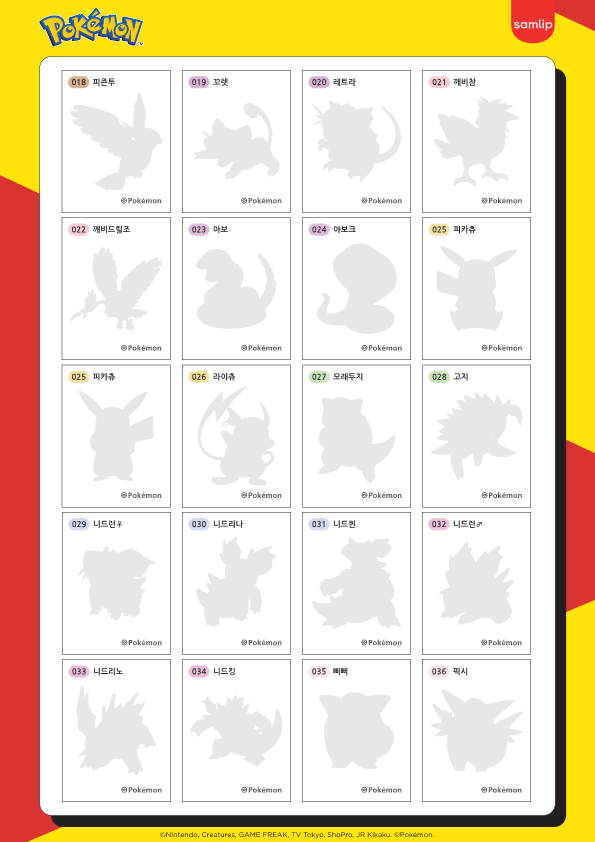 POKéMON
samlip
018 피죤투
©Pokémon
019 꼬렛
©Pokémon
020 레트라
©Pokémon
021 깨비참
©Pokémon
022 깨비드릴조
©Pokémon
023 아보
©Pokémon
024 아보크
©Pokémon
025 피카츄
©Pokémon
025 피카츄
©Pokémon
026 라이츄
©Pokémon
027 모래두지
©Pokémon
028 고지
©Pokémon
029 니드런♀
©Pokémon
030 니드리나
©Pokémon
031 니드퀸
©Pokémon
032 니드런♂
©Pokémon
033 니드리노
©Pokémon
034 니드킹
©Pokémon
035 삐삐
©Pokémon
036 픽시
©Pokémon
©Nintendo, Creatures, GAME FREAK, TV Tokyo, ShoPro, JR Kikaku. ©Pokémon.